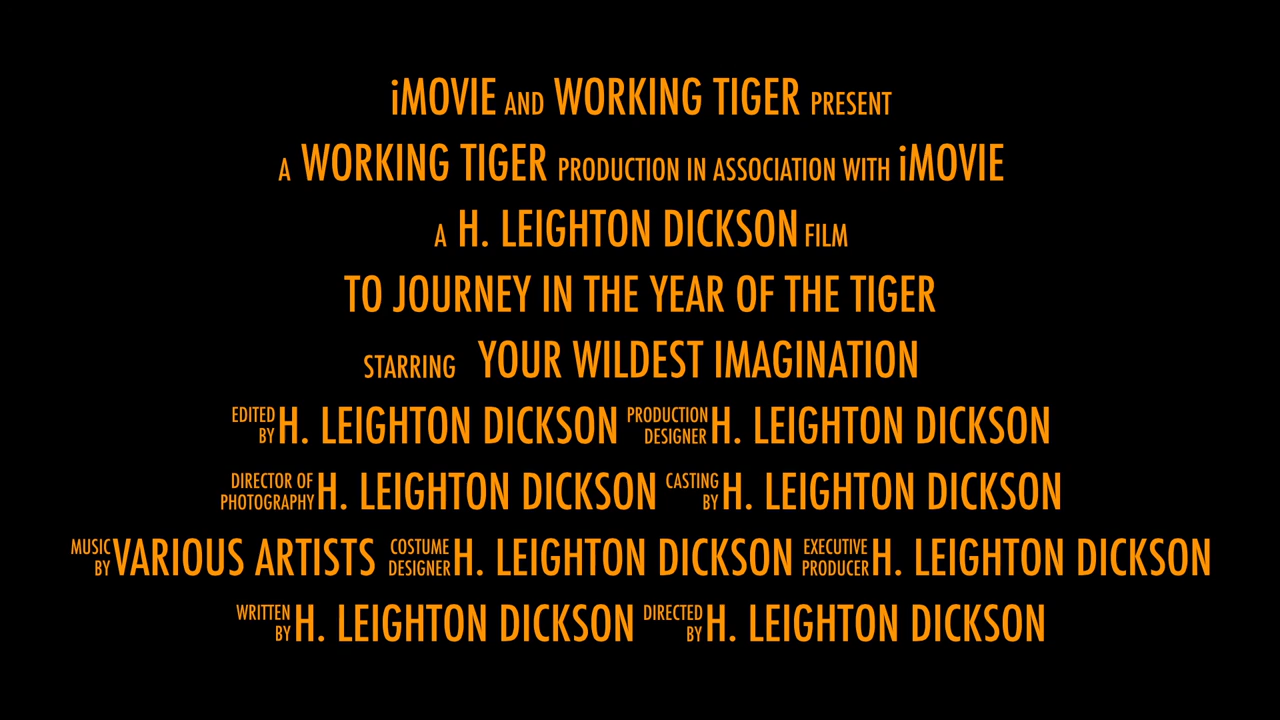 iMOVIE AND WORKING TIGER PRESENT
A WORKING TIGER PRODUCTION IN ASSOCIATION WITH iMOVIE
A H. LEIGHTON DICKSON FILM
TO JOURNEY IN THE YEAR OF THE TIGER
STARRING YOUR WILDEST IMAGINATION
EDITED BY H. LEIGHTON DICKSON PRODUCTION DESIGNER H. LEIGHTON DICKSON
DIRECTOR OF PHOTOGRAPHY H. LEIGHTON DICKSON CASTING BY H. LEIGHTON DICKSON
MUSIC BY VARIOUS ARTISTS COSTUME DESIGNER H. LEIGHTON DICKSON EXECUTIVE PRODUCER H. LEIGHTON DICKSON
WRITTEN BY H. LEIGHTON DICKSON DIRECTED BY H. LEIGHTON DICKSON